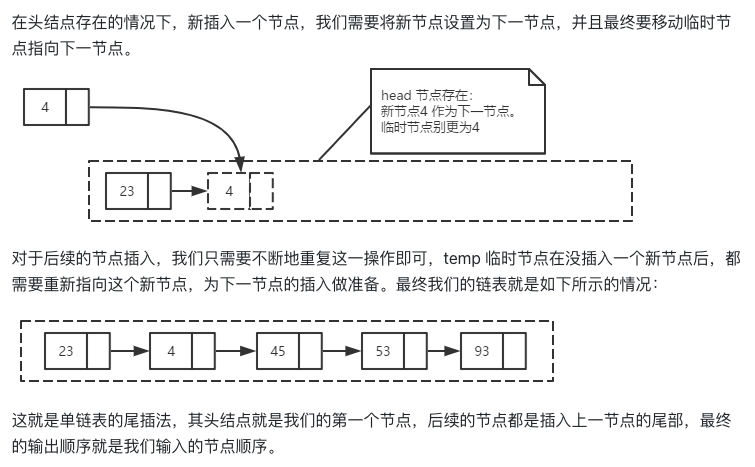 在头结点存在的情况下，新插入一个节点，我们需要将新节点设置为下一节点，并且最终要移动临时节
点指向下一节点。
4
head 节点存在：
新节点4 作为下一节点。
临时节点别更为4
23
4
对于后续的节点插入，我们只需要不断地重复这一操作即可，temp 临时节点在没插入一个新节点后，都
需要重新指向这个新节点，为下一节点的插入做准备。最终我们的链表就是如下所示的情况：
23
4
45
53
93
这就是单链表的尾插法，其头结点就是我们的第一个节点，后续的节点都是插入上一节点的尾部，最终
的输出顺序就是我们输入的节点顺序。